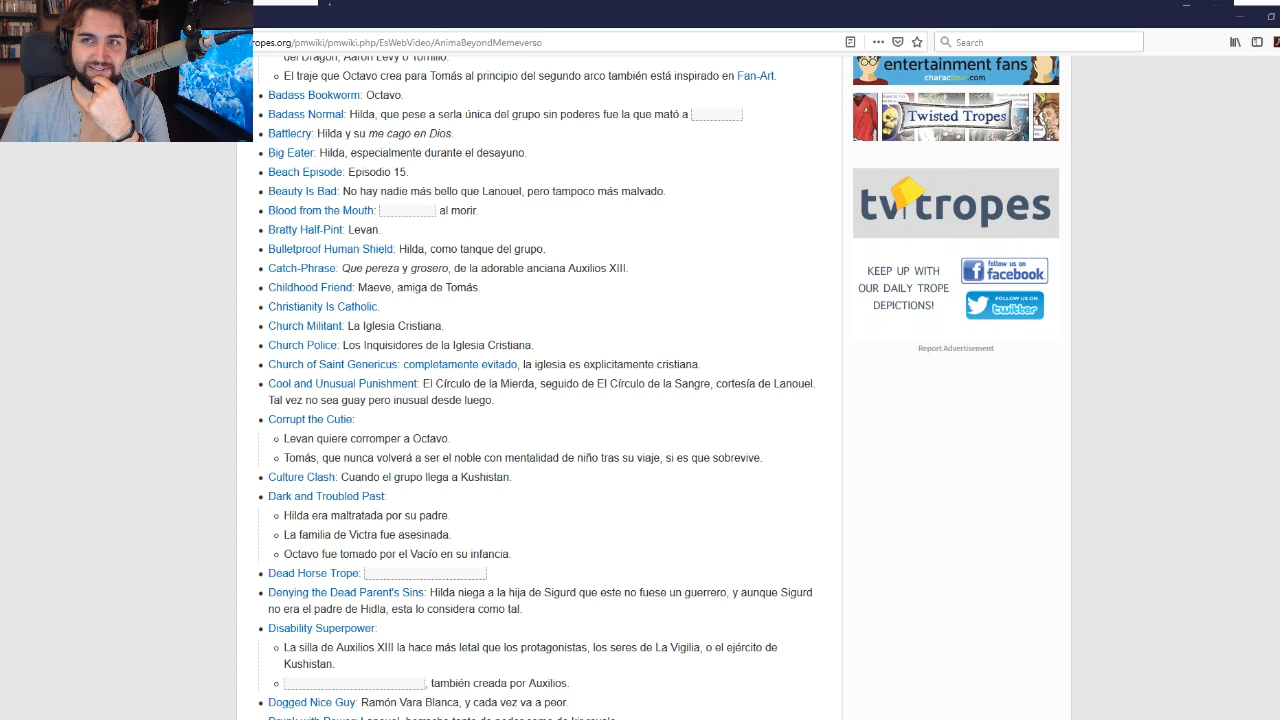 ropes.org/pmwiki/pmwiki.php/EsWebVideo/AnimaBeyondMemeverso
Search
del Dragón, Aaron Levy o Tomillo.
El traje que Octavo crea para Tomás al principio del segundo arco también está inspirado en Fan-Art.
Badass Bookworm: Octavo.
Badass Normal: Hilda, que pese a serla única del grupo sin poderes fue la que mató a
Battlecry: Hilda y su me cago en Dios.
Big Eater: Hilda, especialmente durante el desayuno.
Beach Episode: Episodio 15.
Beauty Is Bad: No hay nadie más bello que Lanouel, pero tampoco más malvado.
Blood from the Mouth: al morir.
Bratty Half-Pint: Levan.
Bulletproof Human Shield: Hilda, como tanque del grupo.
Catch-Phrase: Que pereza y grosero, de la adorable anciana Auxilios XIII.
Childhood Friend: Maeve, amiga de Tomás.
Christianity Is Catholic.
Church Militant: La Iglesia Cristiana.
Church Police: Los Inquisidores de la Iglesia Cristiana.
Church of Saint Genericus: completamente evitado, la iglesia es explicitamente cristiana.
Cool and Unusual Punishment: El Círculo de la Mierda, seguido de El Círculo de la Sangre, cortesía de Lanouel.
Tal vez no sea guay pero inusual desde luego.
Corrupt the Cutie:
Levan quiere corromper a Octavo.
Tomás, que nunca volverá a ser el noble con mentalidad de niño tras su viaje, si es que sobrevive.
Culture Clash: Cuando el grupo llega a Kushistan.
Dark and Troubled Past:
Hilda era maltratada por su padre.
La familia de Victra fue asesinada.
Octavo fue tomado por el Vacío en su infancia.
Dead Horse Trope:
Denying the Dead Parent's Sins: Hilda niega a la hija de Sigurd que este no fuese un guerrero, y aunque Sigurd
no era el padre de Hidla, esta lo considera como tal.
Disability Superpower:
La silla de Auxilios XIII la hace más letal que los protagonistas, los seres de La Vigilia, o el ejército de
Kushistan.
, también creada por Auxilios.
Dogged Nice Guy: Ramón Vara Blanca, y cada vez va a peor.
entertainment fans
charactour.com
Twisted Tropes
tvtropes
KEEP UP WITH
OUR DAILY TROPE
DEPICTIONS!
follow us on
facebook
FOLLOW US ON
twitter
Report Advertisement